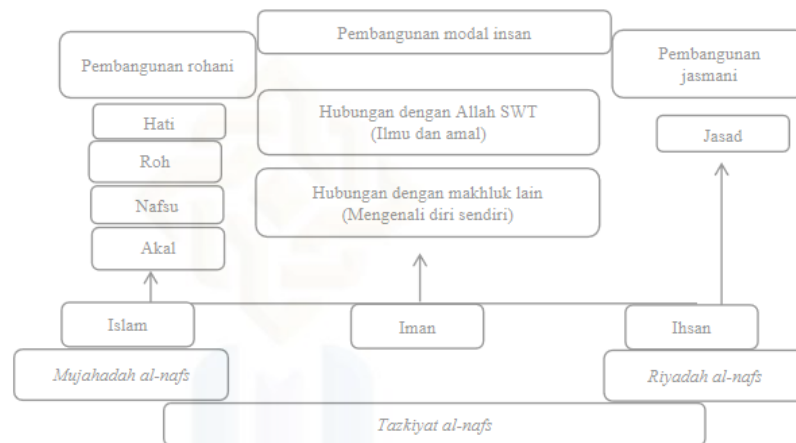 Pembangunan modal insan
Pembangunan rohani
Pembangunan
jasmani
Hati
Roh
Nafsu
Akal
Hubungan dengan Allah SWT
(Ilmu dan amal)
Hubungan dengan makhluk lain
(Mengenali diri sendiri)
Jasad
Islam
Iman
Ihsan
Mujahadah al-nafs
Riyadah al-nafs
Tazkiyat al-nafs